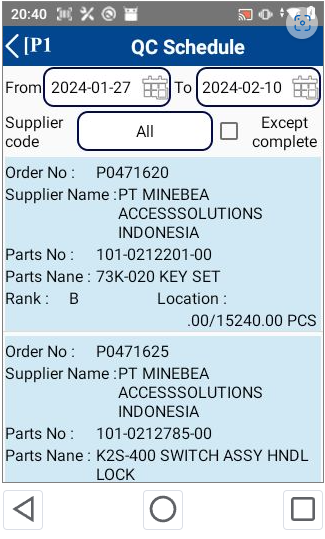 20:40
[P1 QC Schedule
From 2024-01-27 To 2024-02-10
Supplier code All Except complete
Order No : P0471620
Supplier Name : PT MINEBEA
ACCESSSOLUTIONS
INDONESIA
Parts No : 101-0212201-00
Parts Nane : 73K-020 KEY SET
Rank : B Location :
.00/15240.00 PCS
Order No : P0471625
Supplier Name : PT MINEBEA
ACCESSSOLUTIONS
INDONESIA
Parts No : 101-0212785-00
Parts Nane : K2S-400 SWITCH ASSY HNDL
LOCK